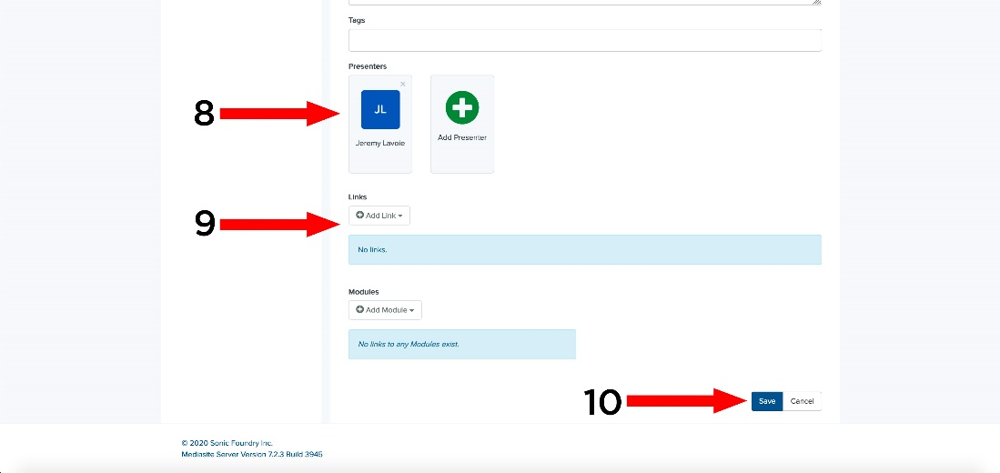 Tags
Presenters
8
×
JL
Jeremy Lavoie
Add Presenter
Links
9
Add Link
No links.
Modules
Add Module
No links to any Modules exist.
10
Save
Cancel
© 2020 Sonic Foundry Inc.
Mediasite Server Version 7.2.3 Build 3945